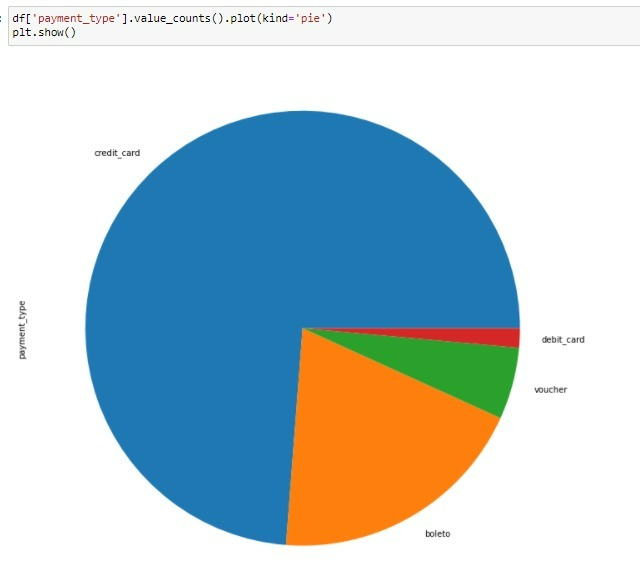 df['payment_type'].value_counts().plot(kind='pie')
plt.show()
credit_card
payment_type
debit_card
voucher
boleto